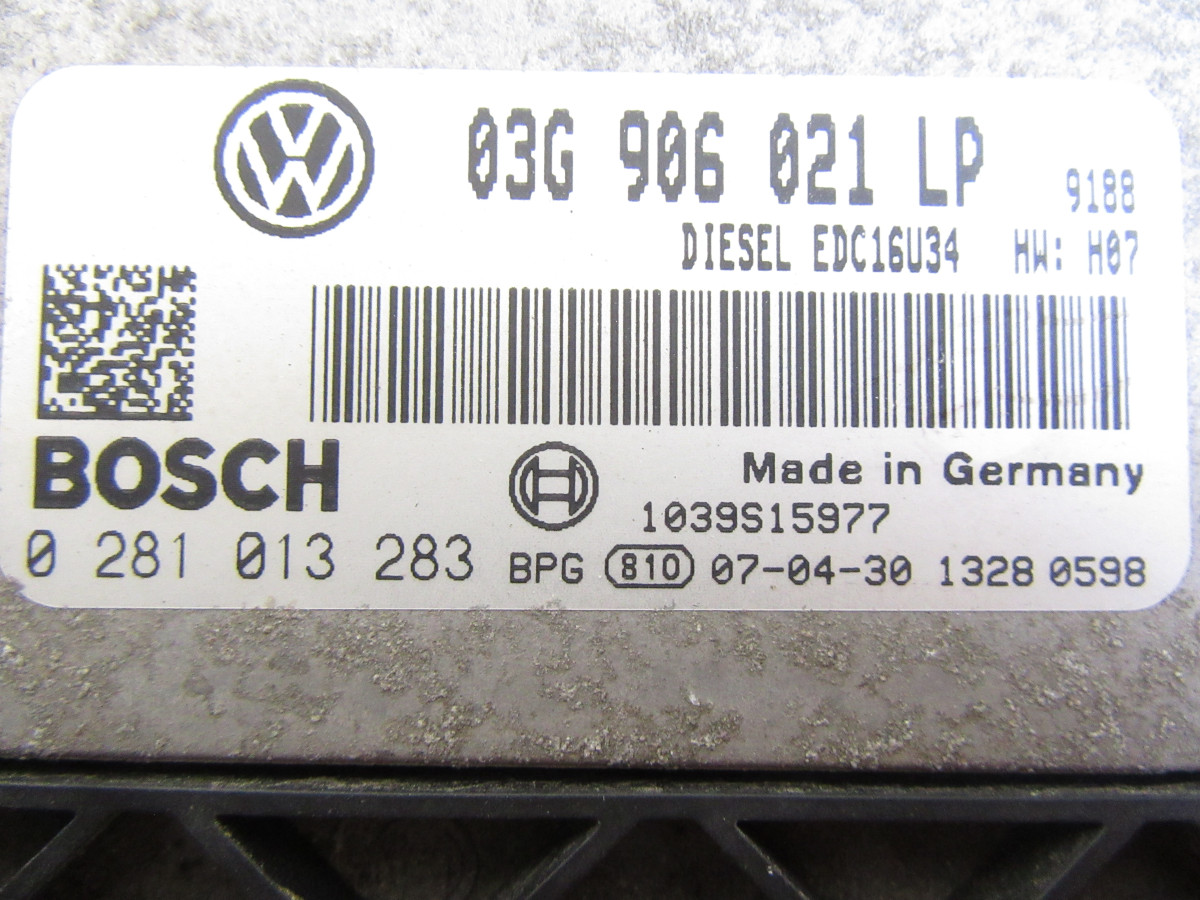 03G 906 021 LP 9188
DIESEL EDC16U34 HW: H07
BOSCH
Made in Germany
1039S15977
0 281 013 283 BPG 810 07-04-30 1328 0598